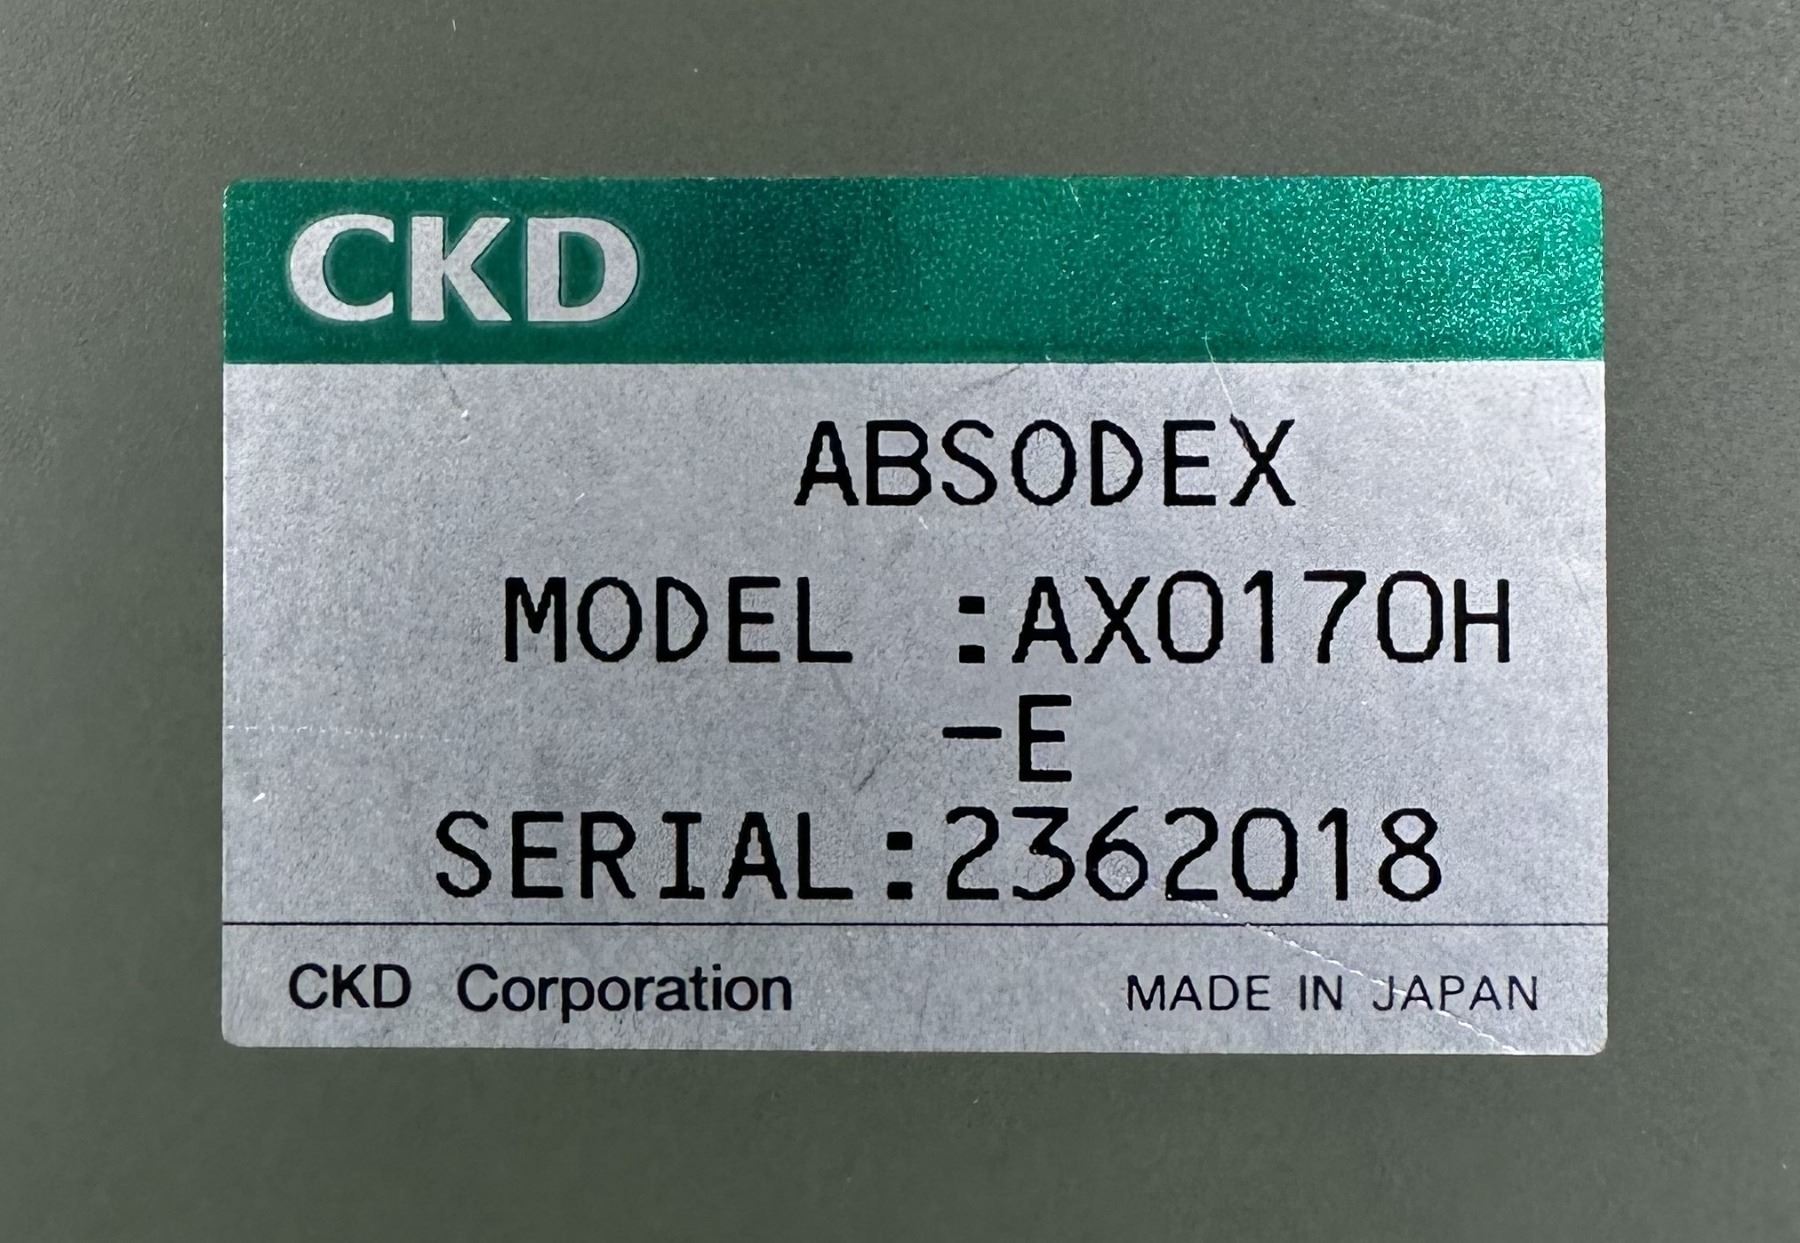 CKD
ABSODEX
MODEL :AX0170H
-E
SERIAL:2362018
CKD Corporation MADE IN JAPAN